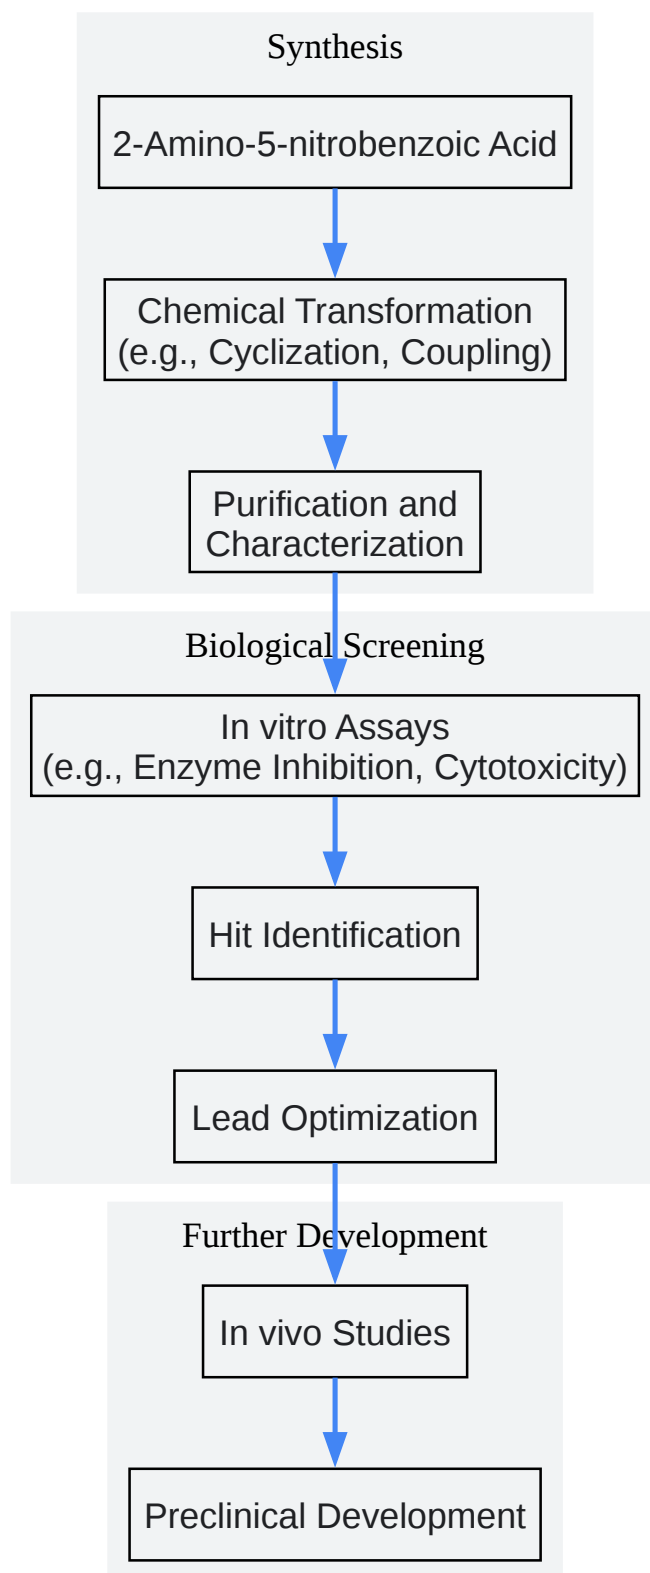 Synthesis
2-Amino-5-nitrobenzoic Acid
Chemical Transformation
(e.g., Cyclization, Coupling)
Purification and
Characterization
Biological Screening
In vitro Assays
(e.g., Enzyme Inhibition, Cytotoxicity)
Hit Identification
Lead Optimization
Further Development
In vivo Studies
Preclinical Development